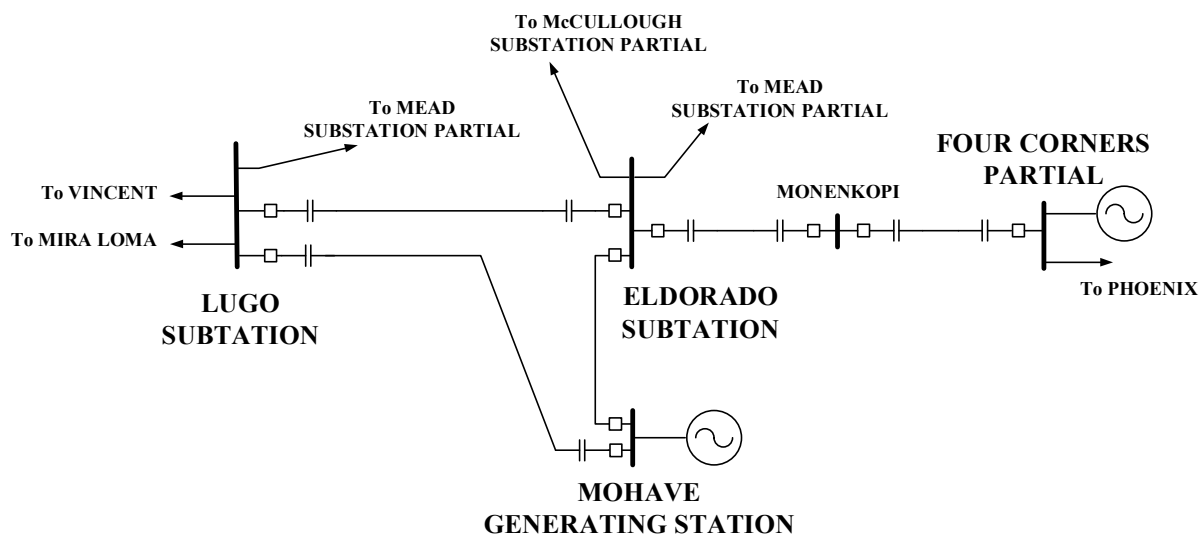 To McCULLOUGH
SUBSTATION PARTIAL
To MEAD
SUBSTATION PARTIAL
To MEAD
SUBSTATION PARTIAL
FOUR CORNERS
PARTIAL
To VINCENT
MONENKOPI
To MIRA LOMA
To PHOENIX
LUGO
SUBTATION
ELDORADO
SUBTATION
MOHAVE
GENERATING STATION